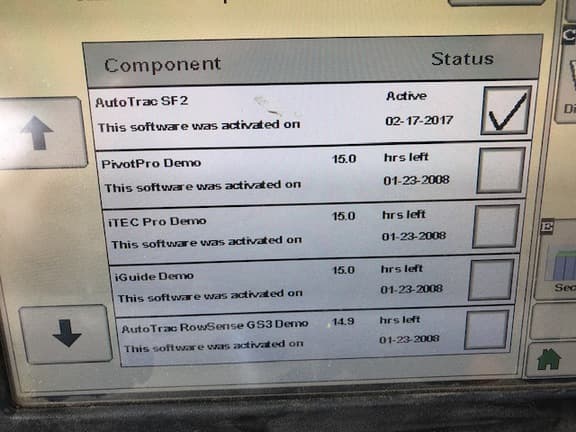 Component Status
AutoTrac SF2 Active
This software was activated on 02-17-2017
PivotPro Demo 15.0 hrs left
This software was activated on 01-23-2008
iTEC Pro Demo 15.0 hrs left
This software was activated on 01-23-2008
iGuide Demo 15.0 hrs left
This software was activated on 01-23-2008
AutoTrac RowSense GS3 Demo 14.9 hrs left
This software was activated on 01-23-2008
C
Di
E
Sec